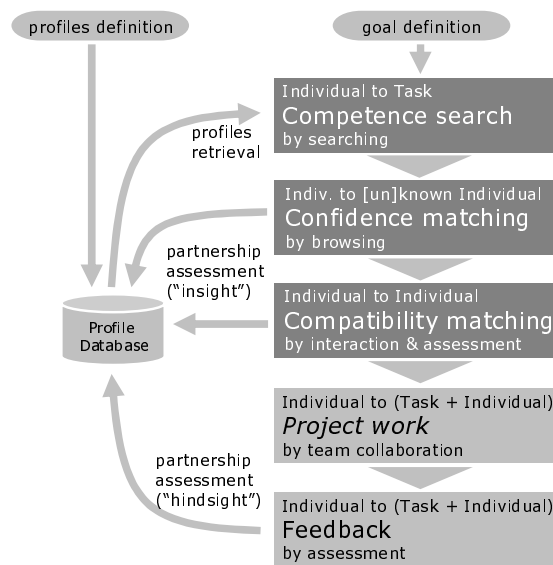 profiles definition
goal definition
Individual to Task
Competence search
by searching
profiles
retrieval
Indiv. to [un]known Individual
Confidence matching
by browsing
partnership
assessment
(“insight”)
Individual to Individual
Compatibility matching
by interaction & assessment
Profile
Database
Individual to (Task + Individual)
Project work
by team collaboration
partnership
assessment
(“hindsight”)
Individual to (Task + Individual)
Feedback
by assessment